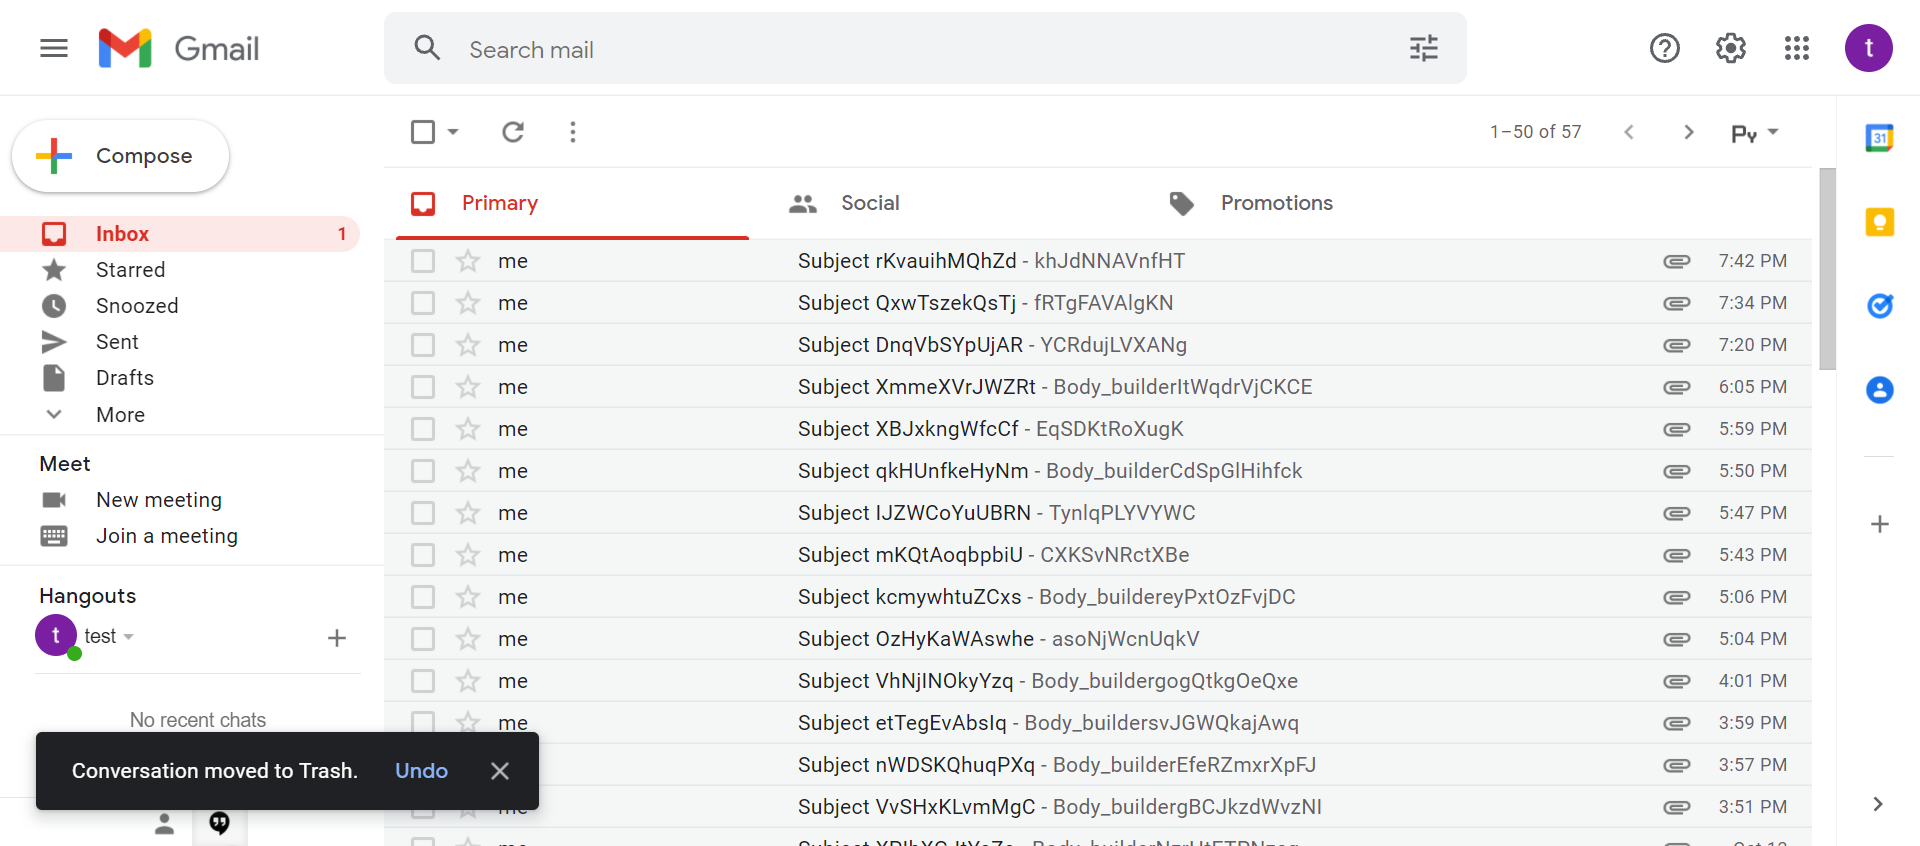 Gmail
Search mail
t
Compose
1–50 of 57
Py
31
Primary
Social
Promotions
Inbox 1
Starred
Snoozed
Sent
Drafts
More
Meet
New meeting
Join a meeting
Hangouts
t test
No recent chats
me Subject rKvauihMQhZd - khJdNNAVnfHT 7:42 PM
me Subject QxwTszekQsTj - fRTgFAVAlgKN 7:34 PM
me Subject DnqVbSYpUjAR - YCRdujLVXANg 7:20 PM
me Subject XmmeXVrJWZRt - Body_builderItWqdrVjCKCE 6:05 PM
me Subject XBJxkngWfcCf - EqSDKtRoXugK 5:59 PM
me Subject qkHUnfkeHyNm - Body_builderCdSpGlHihfck 5:50 PM
me Subject IJZWCoYuUBRN - TynlqPLYVYWC 5:47 PM
me Subject mKQtAoqbpbiU - CXKSvNRctXBe 5:43 PM
me Subject kcmywhtuZCxs - Body_buildereyPxtOzFvjDC 5:06 PM
me Subject OzHyKaWAswhe - asoNjWcnUqkV 5:04 PM
me Subject VhNjINOkyYzq - Body_buildergogQtkgOeQxe 4:01 PM
me Subject etTegEvAbsIq - Body_buildersvJGWQkajAwq 3:59 PM
Subject nWDSKQhuqPXq - Body_builderEfeRZmxrXpFJ 3:57 PM
me Subject VvSHxKLvmMgC - Body_buildergBCJkzdWvzNI 3:51 PM
Conversation moved to Trash. Undo